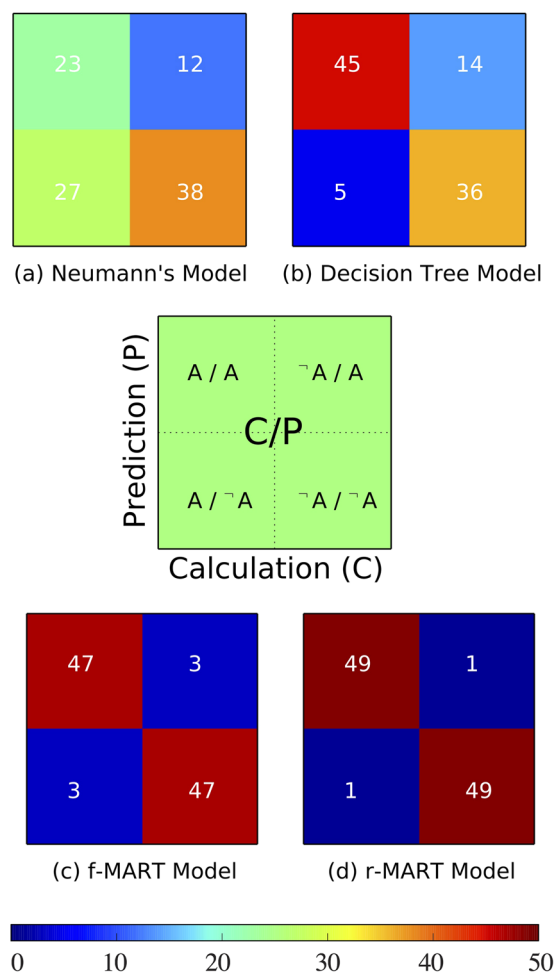 23 12 45 14
27 38 5 36
(a) Neumann's Model (b) Decision Tree Model
Prediction (P)
A / A ¬A / A
C/P
A / ¬A ¬A / ¬A
Calculation (C)
47 3 49 1
3 47 1 49
(c) f-MART Model (d) r-MART Model
0 10 20 30 40 50